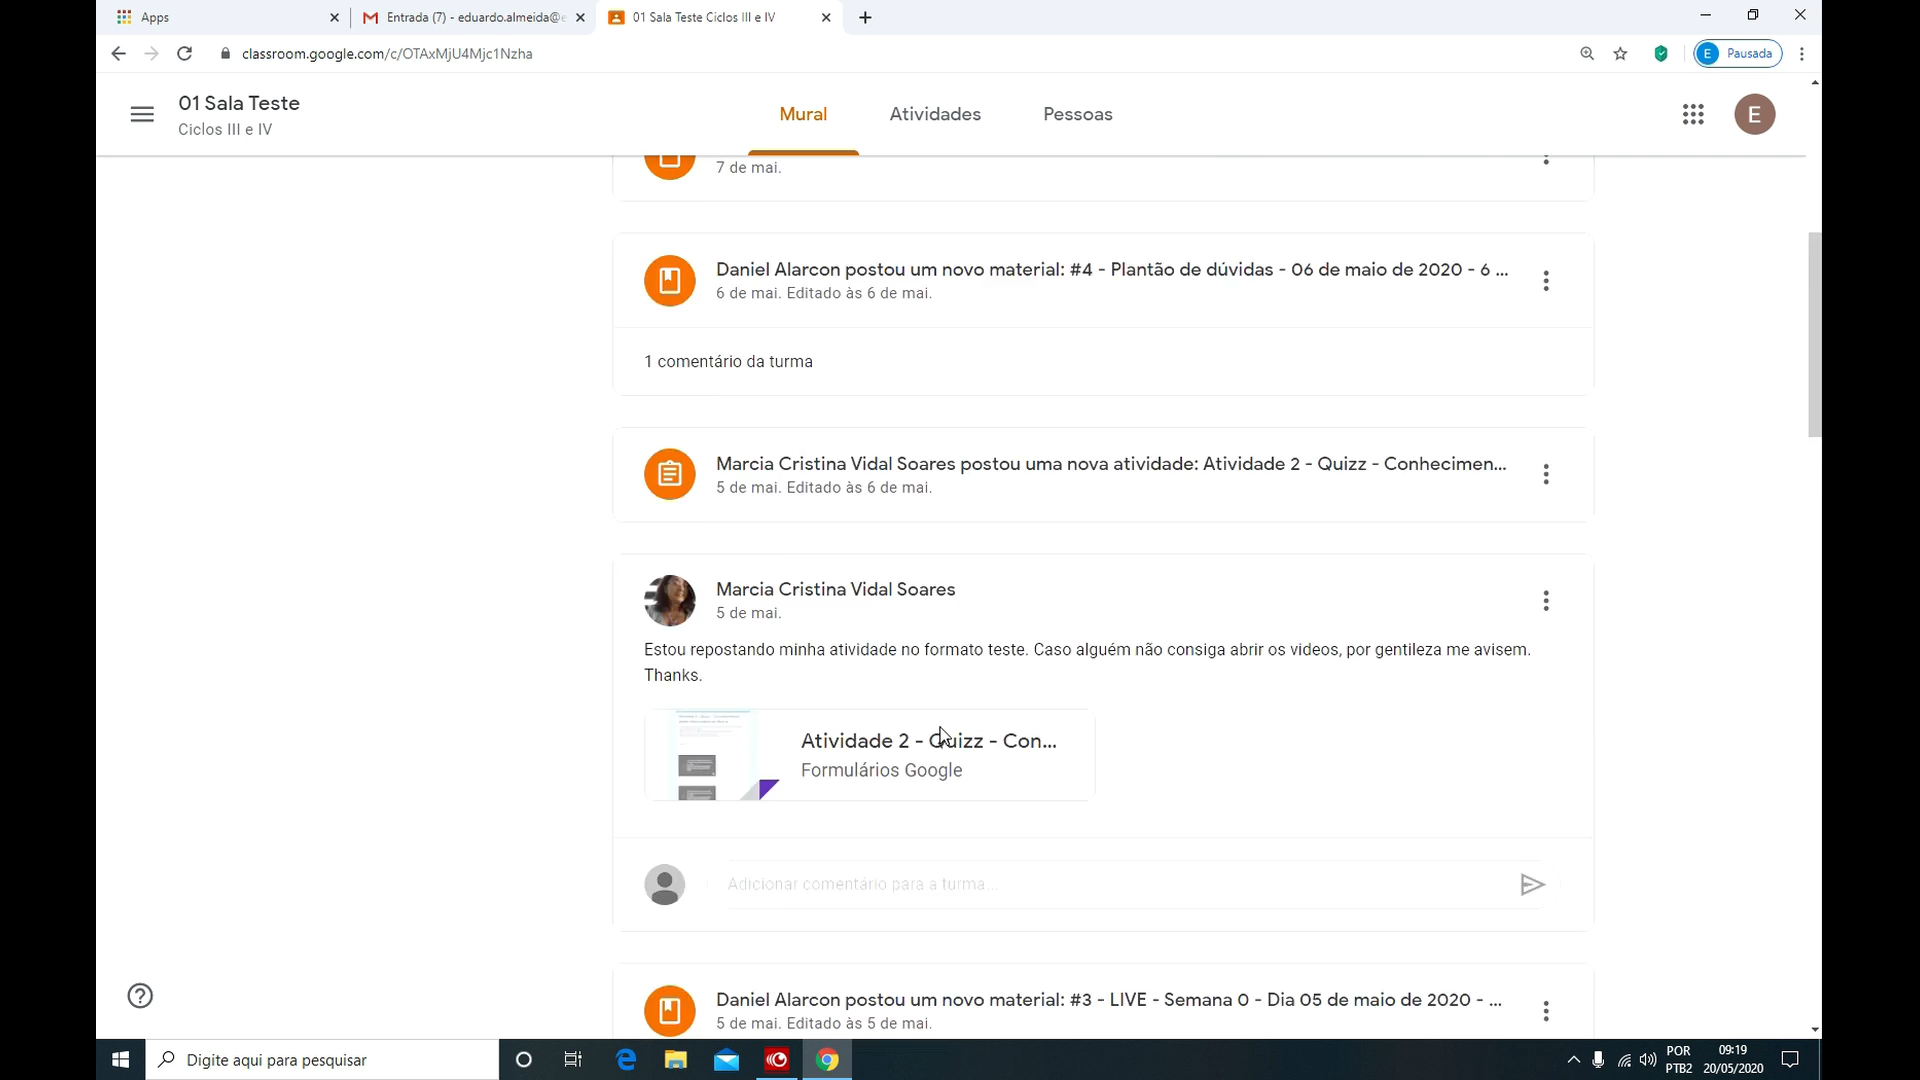 Apps
Entrada (7) - eduardo.almeida@e
01 Sala Teste Ciclos III e IV
classroom.google.com/c/OTAxMjU4Mjc1Nzha
E
Pausada
01 Sala Teste
Ciclos III e IV
Mural
Atividades
Pessoas
E
7 de mai.
Daniel Alarcon postou um novo material: #4 - Plantão de dúvidas - 06 de maio de 2020 - 6 ...
6 de mai. Editado às 6 de mai.
1 comentário da turma
Marcia Cristina Vidal Soares postou uma nova atividade: Atividade 2 - Quizz - Conhecimen...
5 de mai. Editado às 6 de mai.
Marcia Cristina Vidal Soares
5 de mai.
Estou repostando minha atividade no formato teste. Caso alguém não consiga abrir os videos, por gentileza me avisem.
Thanks.
Atividade 2 - Quizz - Con...
Formulários Google
Adicionar comentário para a turma...
Daniel Alarcon postou um novo material: #3 - LIVE - Semana 0 - Dia 05 de maio de 2020 - ...
5 de mai. Editado às 5 de mai.
Digite aqui para pesquisar
POR
PTB2
09:19
20/05/2020